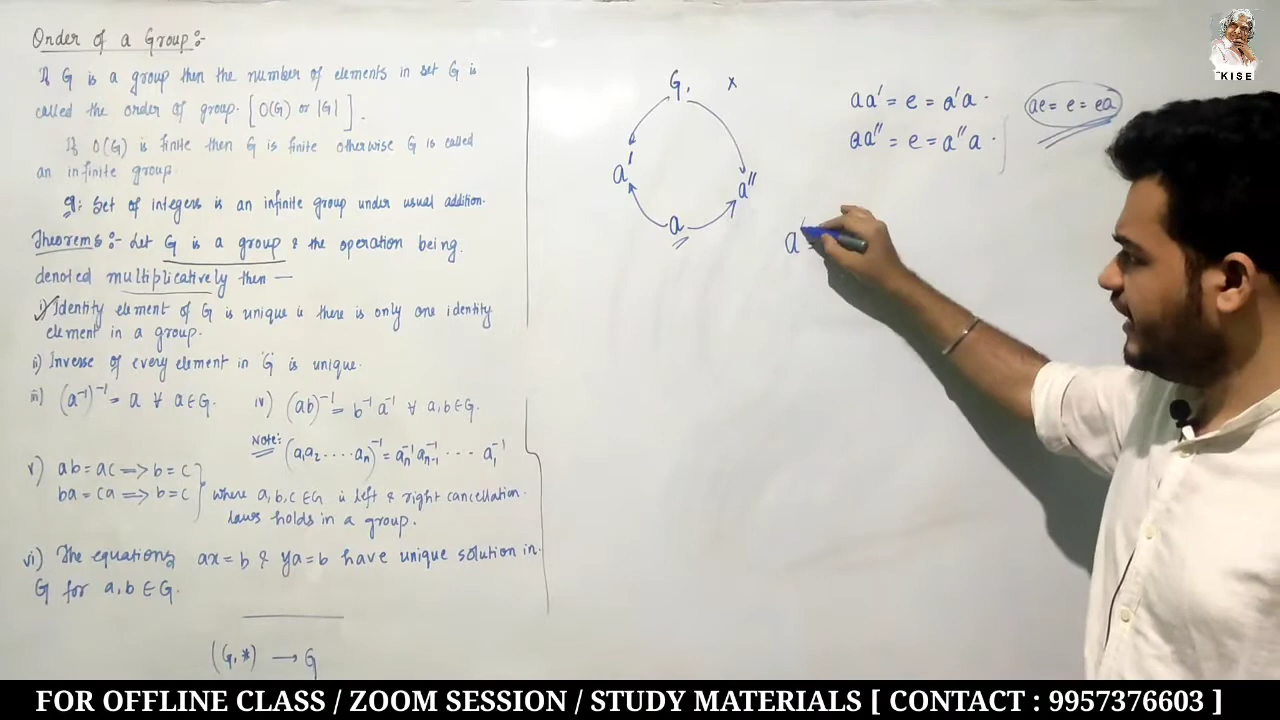 Order of a Group:-
If G is a group then the number of elements in set G is
called the order of group. [O(G) or |G|].
If O(G) is finite then G is finite otherwise G is called
an infinite group.
g: Set of integers is an infinite group under usual addition.
Theorems:- Let G is a group & the operation being
denoted multiplicatively then —
i) Identity element of G is unique is there is only one identity
element in a group.
ii) Inverse of every element in 'G' is unique.
iii) (a⁻¹)⁻¹ = a ∀ a∈G. iv) (ab)⁻¹ = b⁻¹ a⁻¹ ∀ a,b∈G.
Note: (a₁a₂ ..... aₙ)⁻¹ = aₙ⁻¹ aₙ₋₁⁻¹ ... a₁⁻¹
v) ab = ac ⟹ b = c
ba = ca ⟹ b = c } where a,b,c ∈G is left & right cancellation
laws holds in a group.
vi) The equations ax = b & ya = b have unique solution in
G for a,b ∈ G.
(G,*) → G
G, ×
a' a''
a
aa' = e = a'a.
aa'' = e = a''a.
ae = e = ea
a' =
KISE
FOR OFFLINE CLASS / ZOOM SESSION / STUDY MATERIALS [ CONTACT : 9957376603 ]